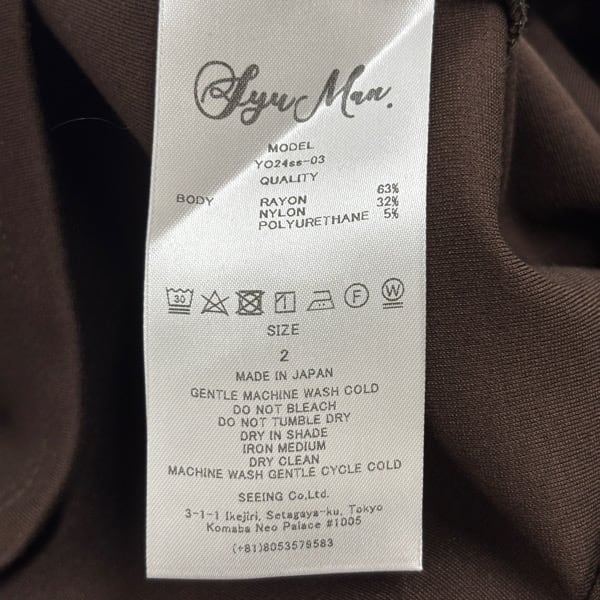 Syu Man.
MODEL
YO24ss-03
QUALITY
BODY RAYON 63%
NYLON 32%
POLYURETHANE 5%
30 F W
SIZE
2
MADE IN JAPAN
GENTLE MACHINE WASH COLD
DO NOT BLEACH
DO NOT TUMBLE DRY
DRY IN SHADE
IRON MEDIUM
DRY CLEAN
MACHINE WASH GENTLE CYCLE COLD
SEEING Co,Ltd.
3-1-1 Ikejiri, Setagaya-ku, Tokyo
Komaba Neo Palace #1005
(+81)8053579583